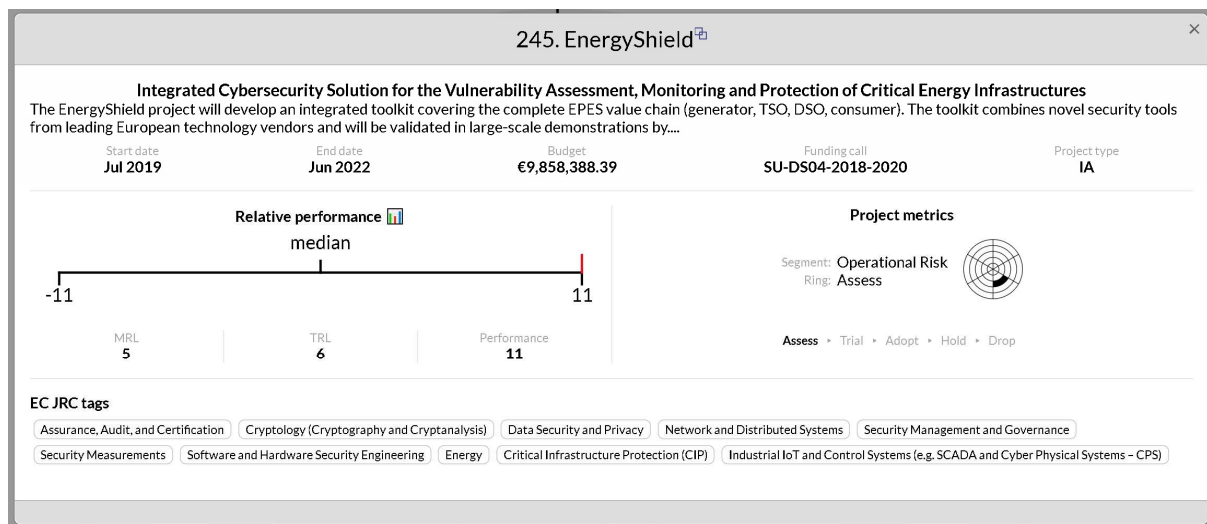 245. EnergyShield
×
Integrated Cybersecurity Solution for the Vulnerability Assessment, Monitoring and Protection of Critical Energy Infrastructures
The EnergyShield project will develop an integrated toolkit covering the complete EPES value chain (generator, TSO, DSO, consumer). The toolkit combines novel security tools
from leading European technology vendors and will be validated in large-scale demonstrations by....
Start date End date Budget Funding call Project type
Jul 2019 Jun 2022 €9,858,388.39 SU-DS04-2018-2020 IA
Relative performance
median
-11 11
MRL TRL Performance
5 6 11
Project metrics
Segment: Operational Risk
Ring: Assess
Assess ▸ Trial ▸ Adopt ▸ Hold ▸ Drop
EC JRC tags
Assurance, Audit, and Certification Cryptology (Cryptography and Cryptanalysis) Data Security and Privacy Network and Distributed Systems Security Management and Governance
Security Measurements Software and Hardware Security Engineering Energy Critical Infrastructure Protection (CIP) Industrial IoT and Control Systems (e.g. SCADA and Cyber Physical Systems – CPS)